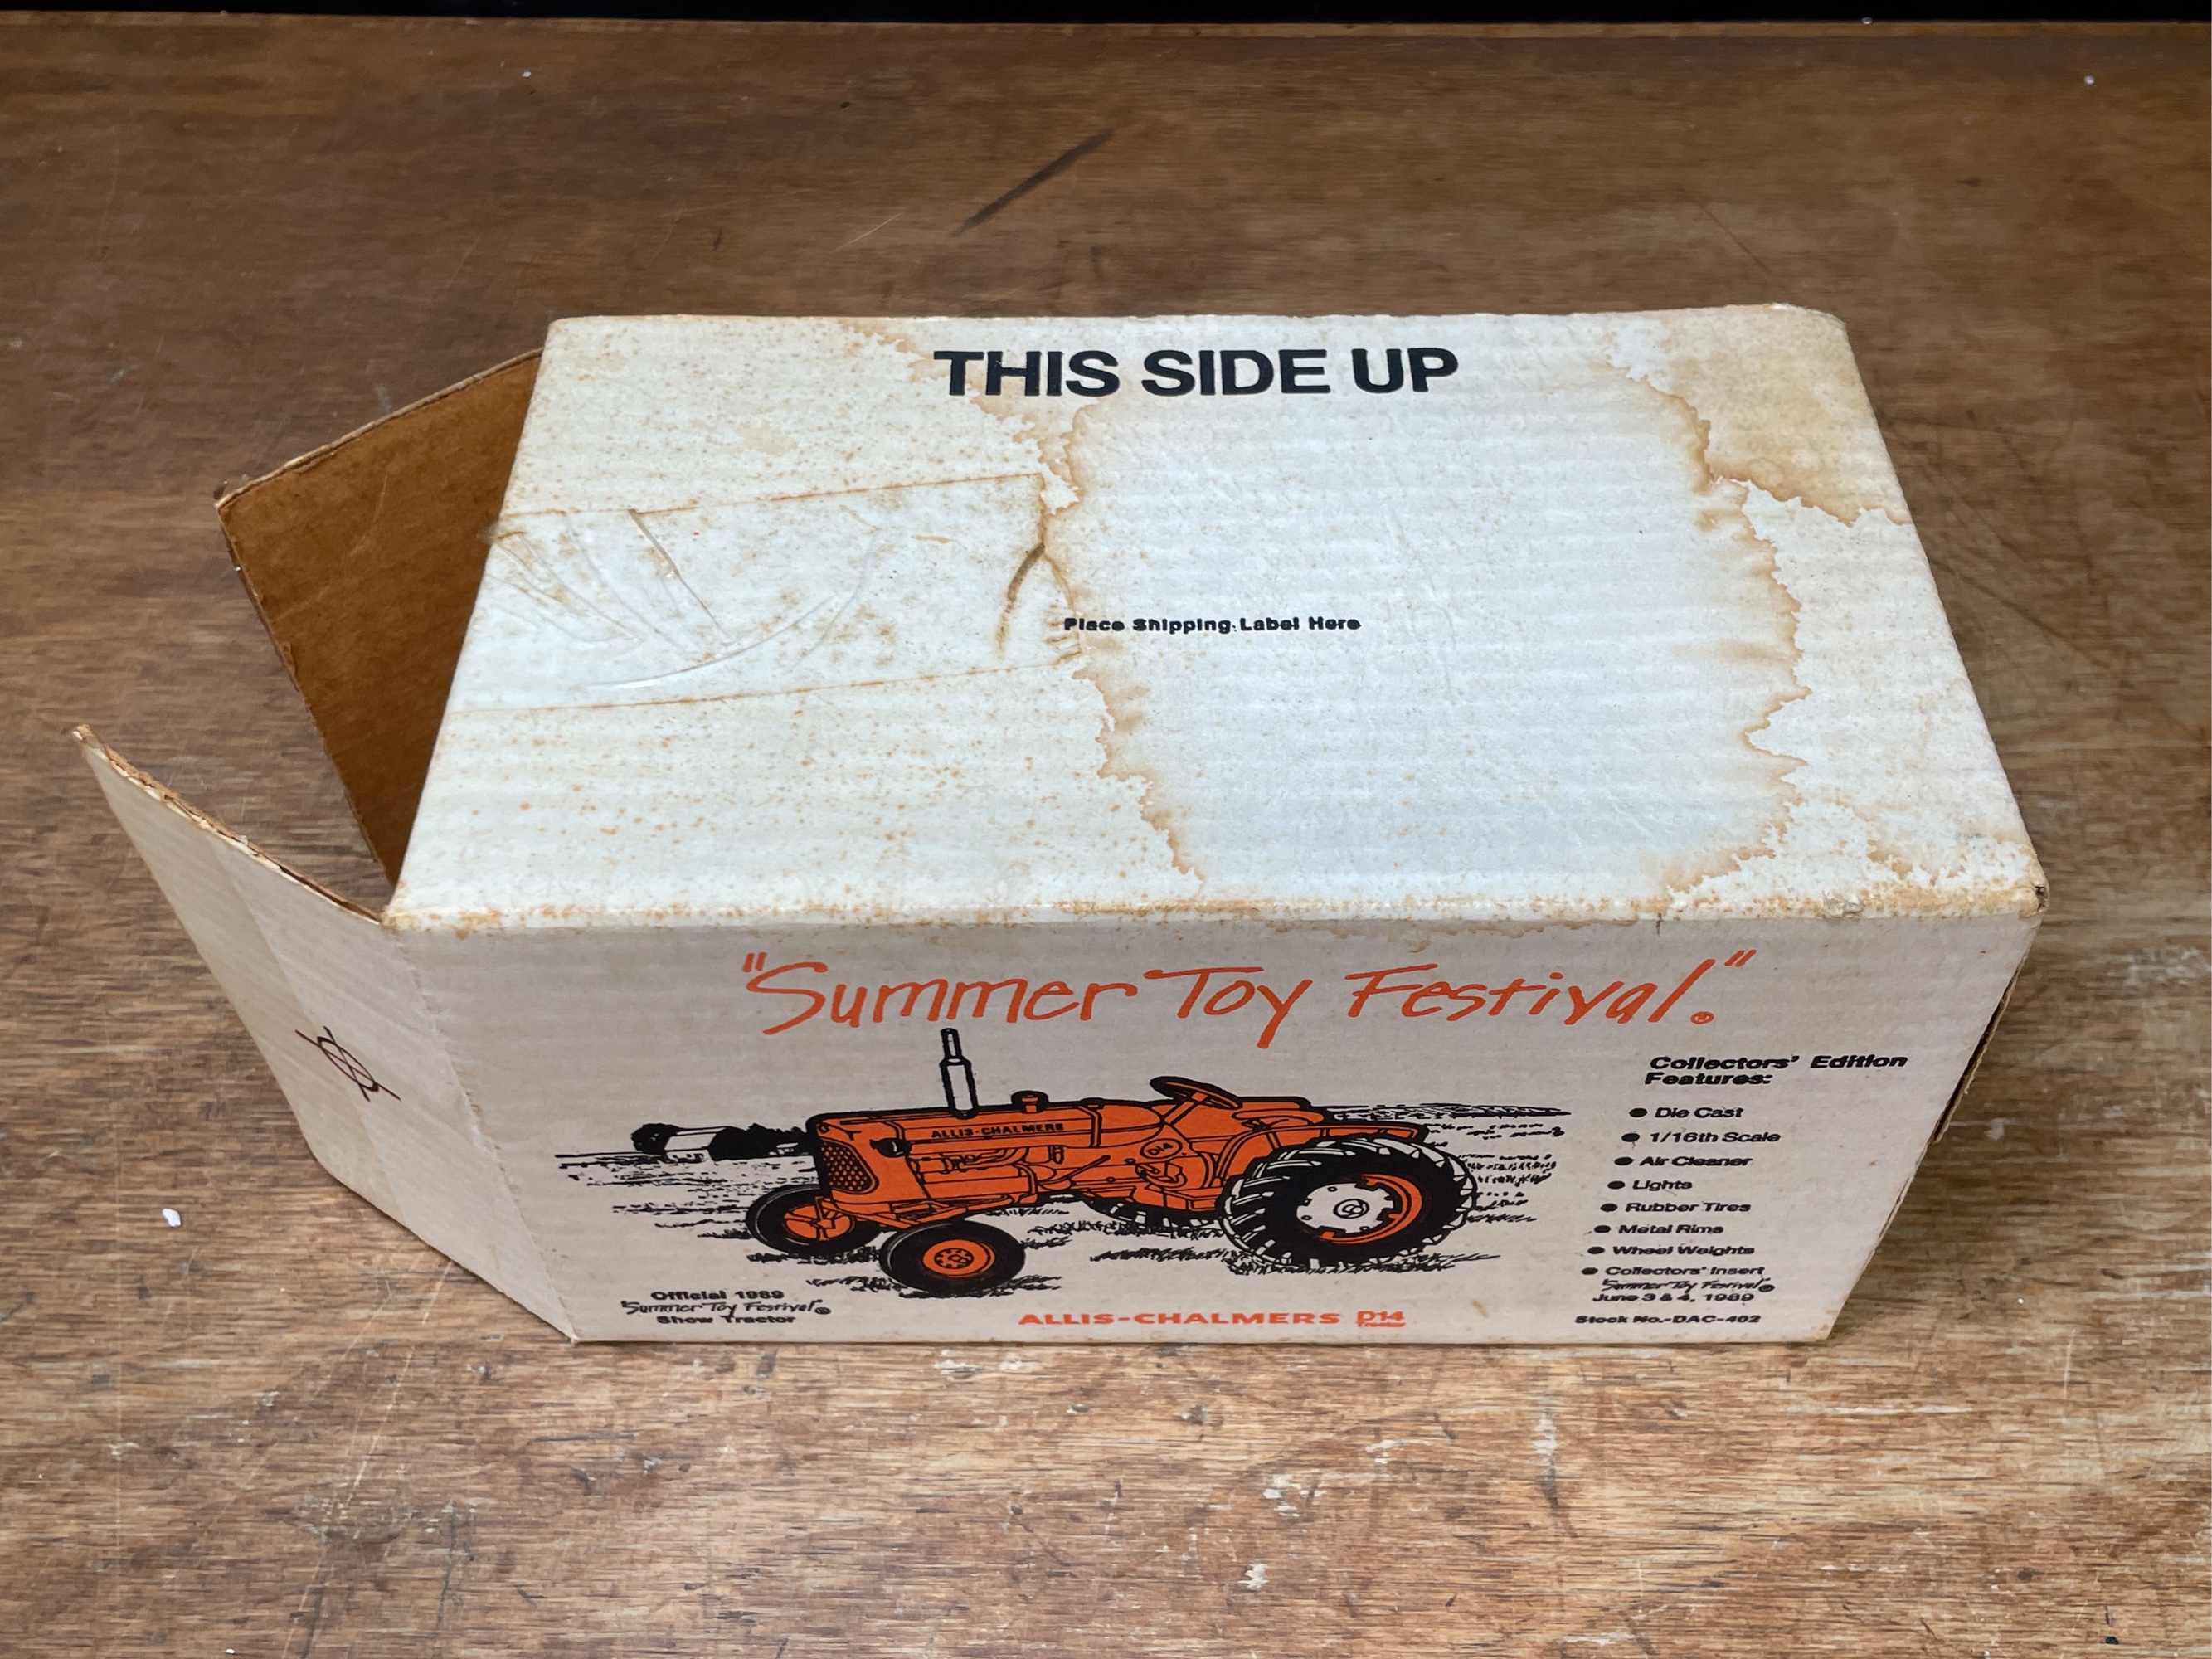 THIS SIDE UP
Place Shipping Label Here
"Summer Toy Festival"®
ALLIS-CHALMERS
D14
Collectors' Edition
Features:
● Die Cast
● 1/16th Scale
● Air Cleaner
● Lights
● Rubber Tires
● Metal Rims
● Wheel Weights
● Collectors' Insert
"Summer Toy Festival"®
June 3 & 4, 1989
Stock No.-DAC-402
Official 1989
"Summer Toy Festival"®
Show Tractor
ALLIS-CHALMERS D14
Tractor